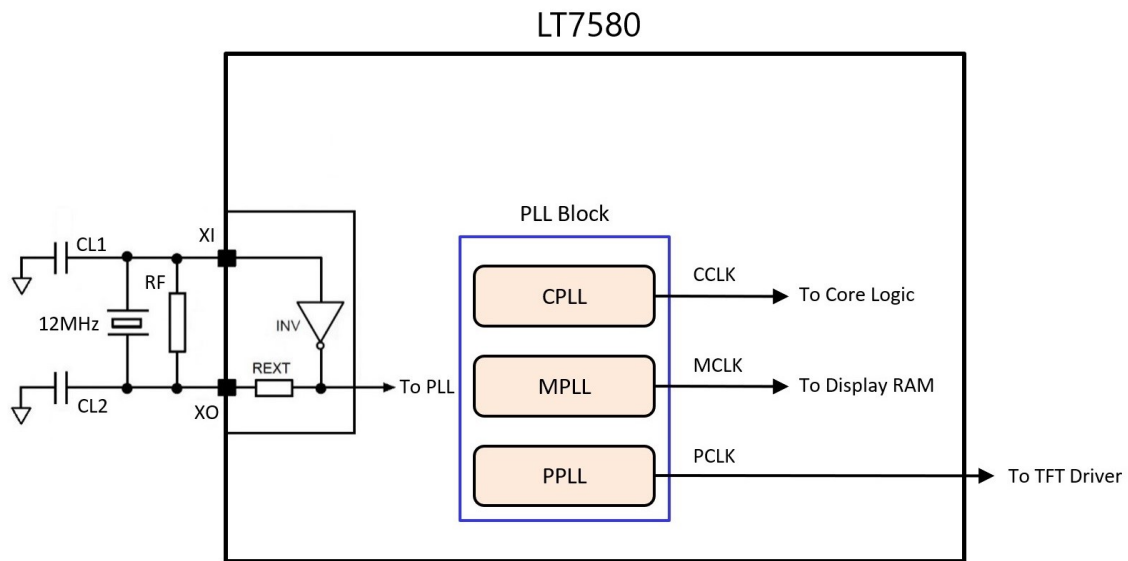 LT7580
PLL Block
XI
CL1
RF
12MHz
INV
REXT
To PLL
CL2
XO
CPLL
CCLK
To Core Logic
MPLL
MCLK
To Display RAM
PPLL
PCLK
To TFT Driver